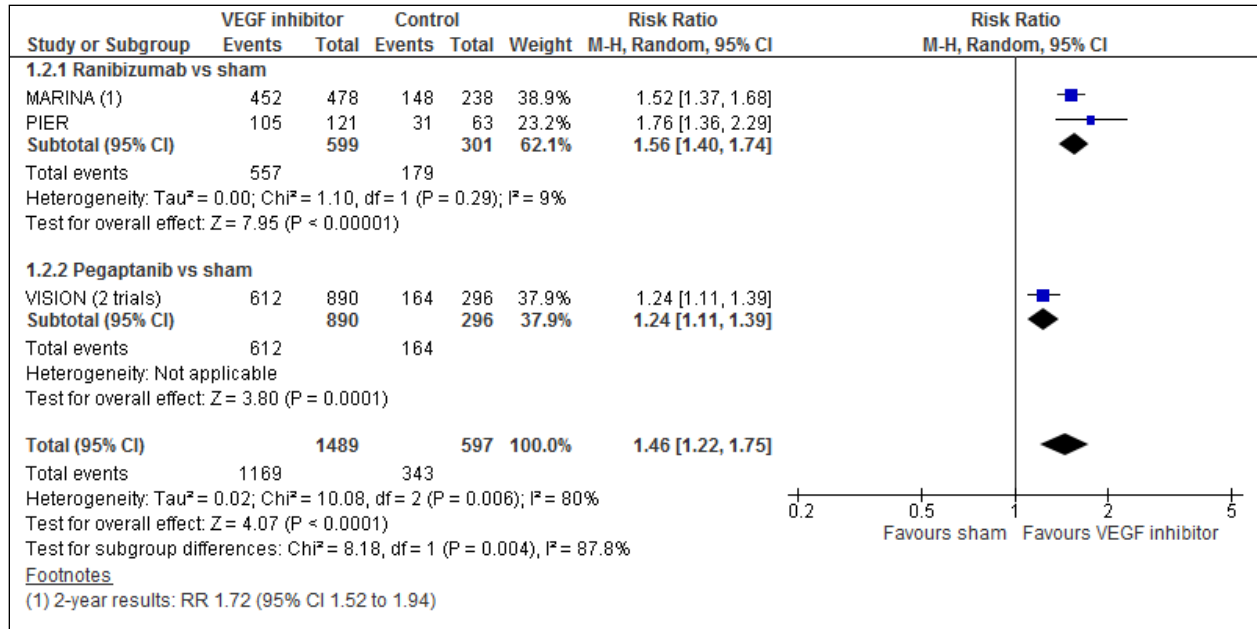 VEGF inhibitor Control Risk Ratio Risk Ratio
Study or Subgroup Events Total Events Total Weight M-H, Random, 95% CI M-H, Random, 95% CI
1.2.1 Ranibizumab vs sham
MARINA (1) 452 478 148 238 38.9% 1.52 [1.37, 1.68]
PIER 105 121 31 63 23.2% 1.76 [1.36, 2.29]
Subtotal (95% CI) 599 301 62.1% 1.56 [1.40, 1.74]
Total events 557 179
Heterogeneity: Tau² = 0.00; Chi² = 1.10, df = 1 (P = 0.29); I² = 9%
Test for overall effect: Z = 7.95 (P < 0.00001)
1.2.2 Pegaptanib vs sham
VISION (2 trials) 612 890 164 296 37.9% 1.24 [1.11, 1.39]
Subtotal (95% CI) 890 296 37.9% 1.24 [1.11, 1.39]
Total events 612 164
Heterogeneity: Not applicable
Test for overall effect: Z = 3.80 (P = 0.0001)
Total (95% CI) 1489 597 100.0% 1.46 [1.22, 1.75]
Total events 1169 343
Heterogeneity: Tau² = 0.02; Chi² = 10.08, df = 2 (P = 0.006); I² = 80%
Test for overall effect: Z = 4.07 (P < 0.0001)
Test for subgroup differences: Chi² = 8.18, df = 1 (P = 0.004), I² = 87.8%
0.2 0.5 1 2 5
Favours sham Favours VEGF inhibitor
Footnotes
(1) 2-year results: RR 1.72 (95% CI 1.52 to 1.94)